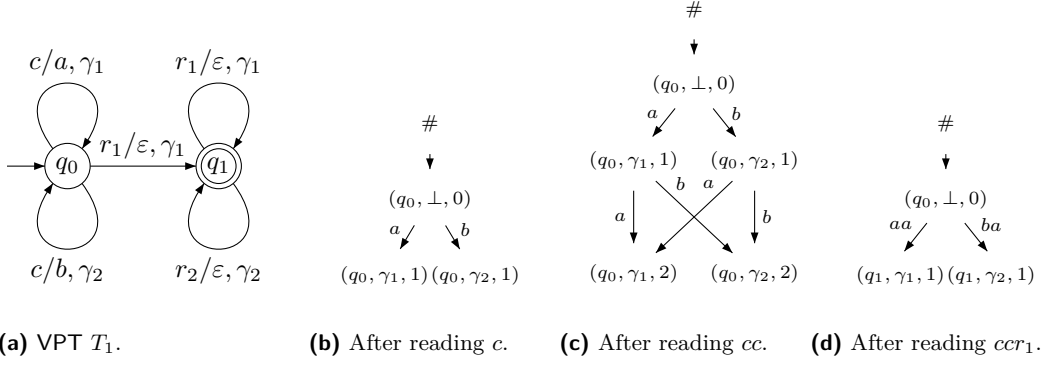 c/a, γ1
r1/ε, γ1
q0
r1/ε, γ1
q1
c/b, γ2
r2/ε, γ2
(a) VPT T1.
#
(q0, ⊥, 0)
a b
(q0, γ1, 1) (q0, γ2, 1)
(b) After reading c.
#
(q0, ⊥, 0)
a b
(q0, γ1, 1) (q0, γ2, 1)
a b a b
(q0, γ1, 2) (q0, γ2, 2)
(c) After reading cc.
#
(q0, ⊥, 0)
aa ba
(q1, γ1, 1) (q1, γ2, 1)
(d) After reading ccr1.